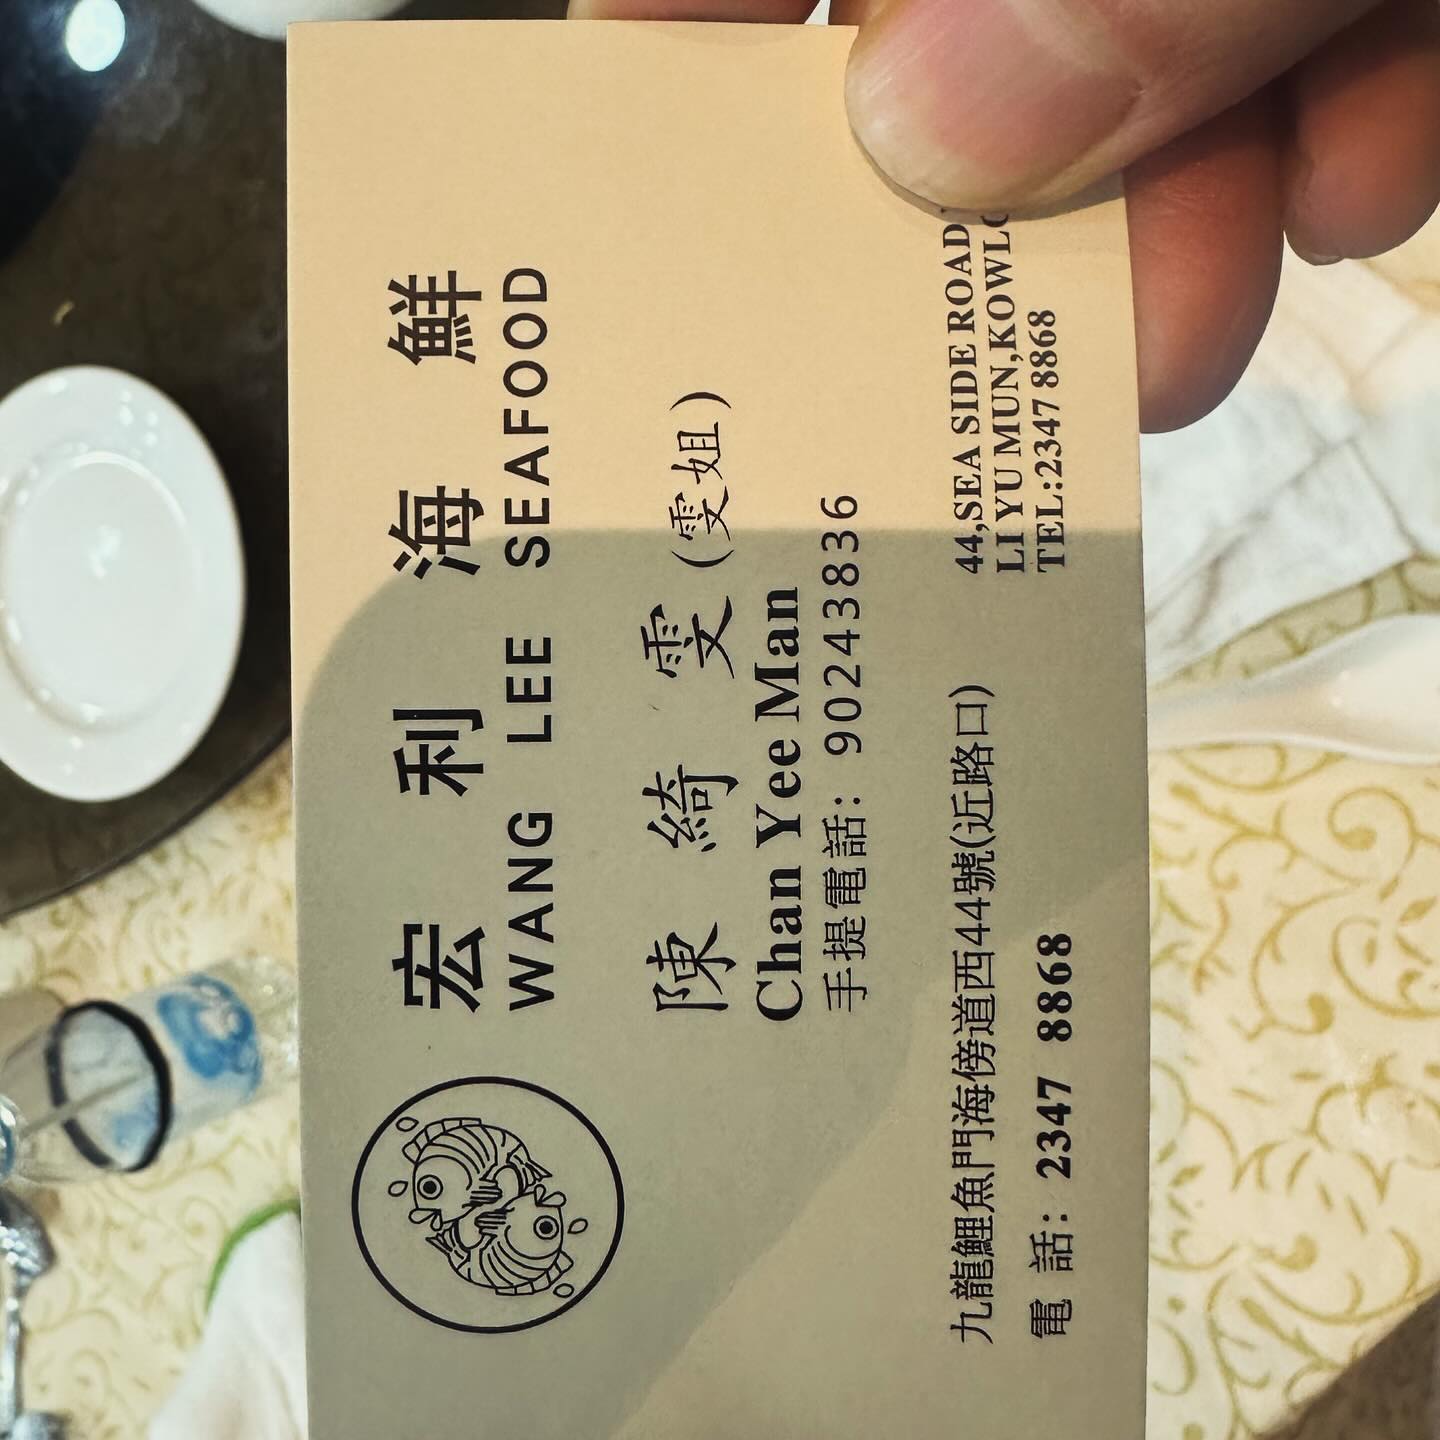 宏利海鮮
WANG LEE SEAFOOD
陳綺雯(雯姐)
Chan Yee Man
手提電話: 90243836
九龍鯉魚門海傍道西44號(近路口)
電話: 2347 8868
44,SEA SIDE ROAD
LI YU MUN,KOWLO
TEL:2347 8868